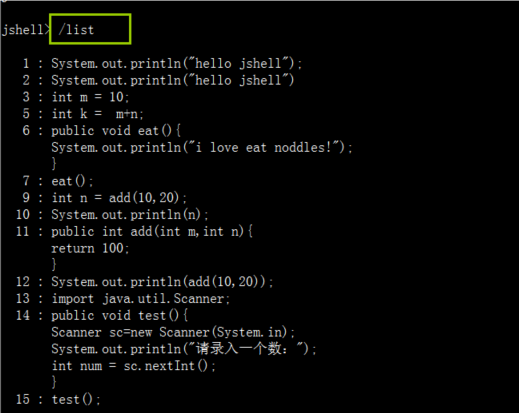 jshell> /list
1 : System.out.println("hello jshell");
2 : System.out.println("hello jshell")
3 : int m = 10;
5 : int k =  m+n;
6 : public void eat(){
System.out.println("i love eat noddles!");
}
7 : eat();
9 : int n = add(10,20);
10 : System.out.println(n);
11 : public int add(int m,int n){
return 100;
}
12 : System.out.println(add(10,20));
13 : import java.util.Scanner;
14 : public void test(){
Scanner sc=new Scanner(System.in);
System.out.println("请录入一个数：");
int num = sc.nextInt();
}
15 : test();